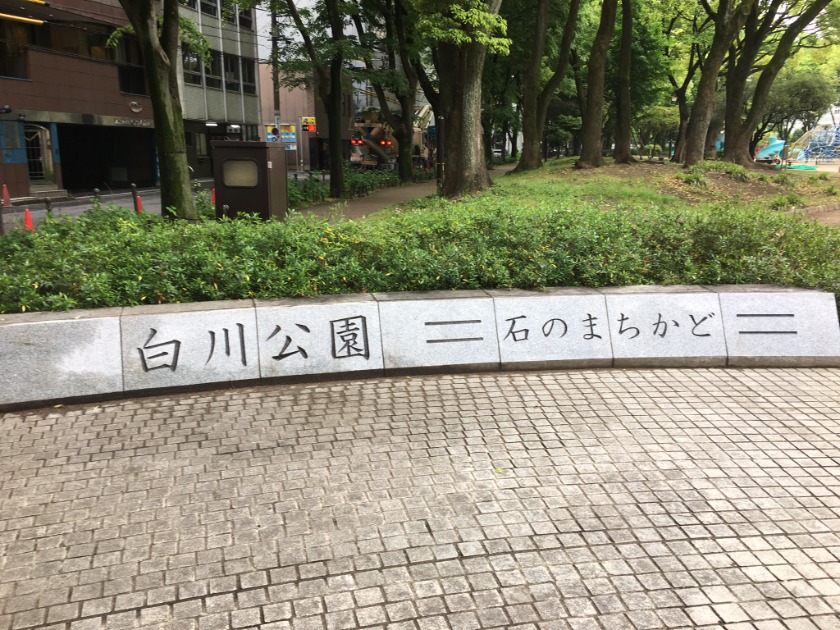 白川公園 = 石のまちかど =